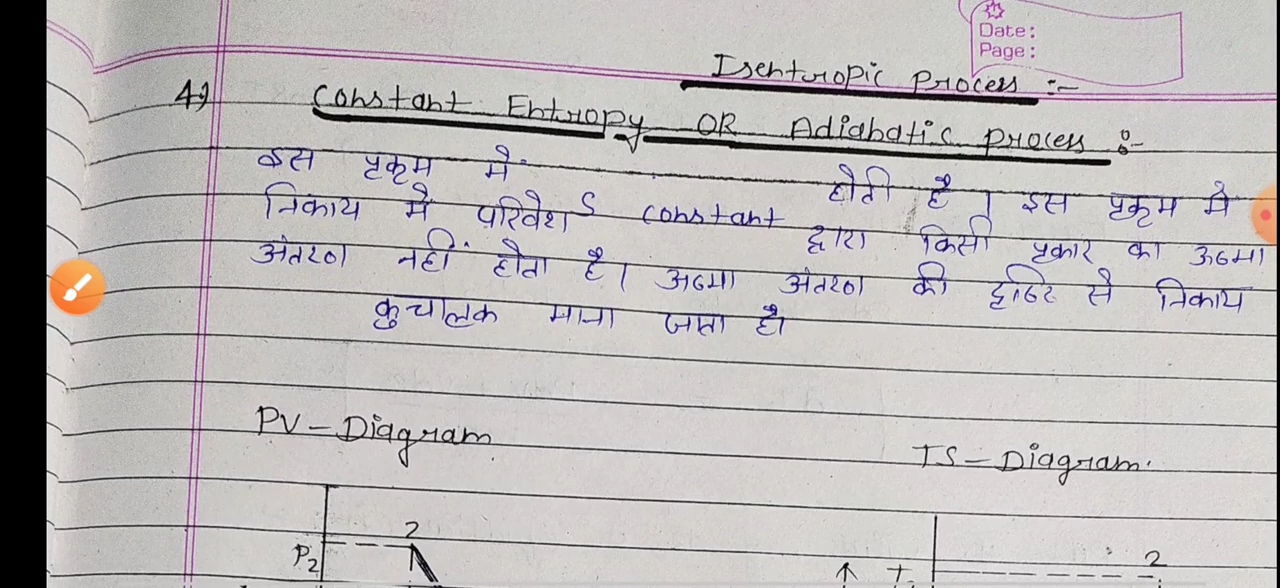 Date:
Page:
Isentropic Process :-
4) Constant Entropy OR Adiabatic process :-
इस प्रक्रम में S constant होती है। इस प्रक्रम में
निकाय में परिवेश द्वारा किसी प्रकार का ऊष्मा
अंतरण नहीं होता है। ऊष्मा अंतरण की दृष्टि से निकाय
कुचालक माना जाता है।
PV-Diagram
TS-Diagram.
2
P2
2